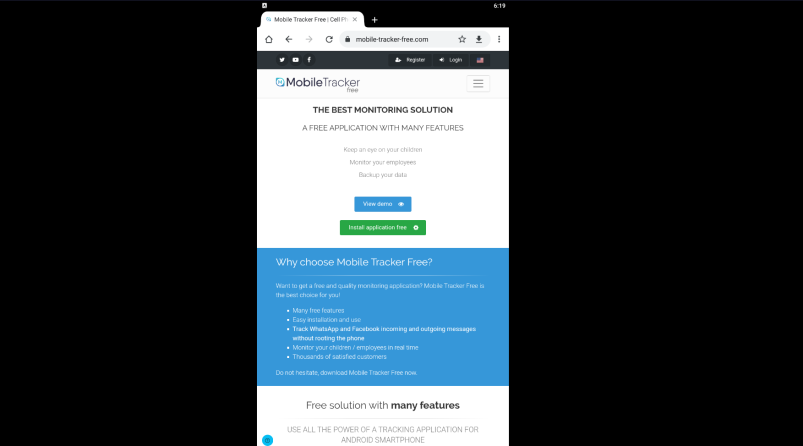 6:19
Mobile Tracker Free | Cell Ph
mobile-tracker-free.com
Register
Login
MobileTracker
free
THE BEST MONITORING SOLUTION
A FREE APPLICATION WITH MANY FEATURES
Keep an eye on your children
Monitor your employees
Backup your data
View demo
Install application free
Why choose Mobile Tracker Free?
Want to get a free and quality monitoring application? Mobile Tracker Free is
the best choice for you!
Many free features
Easy installation and use
Track WhatsApp and Facebook incoming and outgoing messages
without rooting the phone
Monitor your children / employees in real time
Thousands of satisfied customers
Do not hesitate, download Mobile Tracker Free now.
Free solution with many features
USE ALL THE POWER OF A TRACKING APPLICATION FOR
ANDROID SMARTPHONE